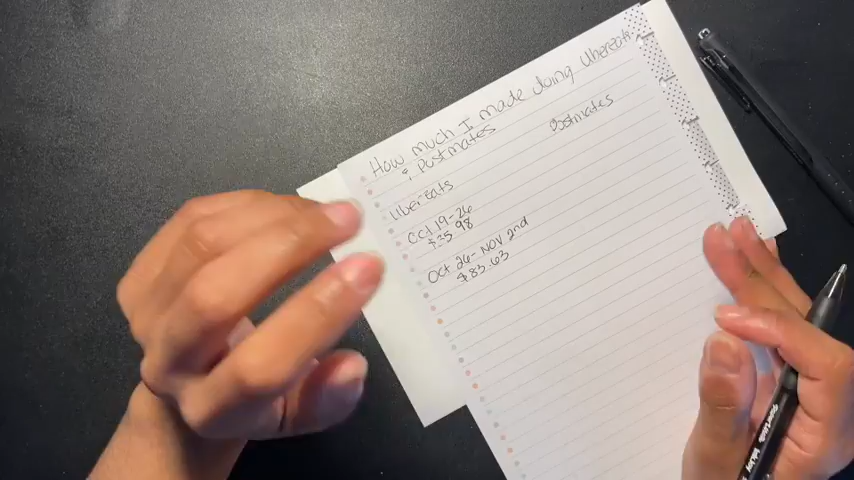 How much I made doing Ubereats
& Postmates
Postmates
Uber Eats
Oct 19-26
$35.98
Oct 26- NOV 2nd
$83.63